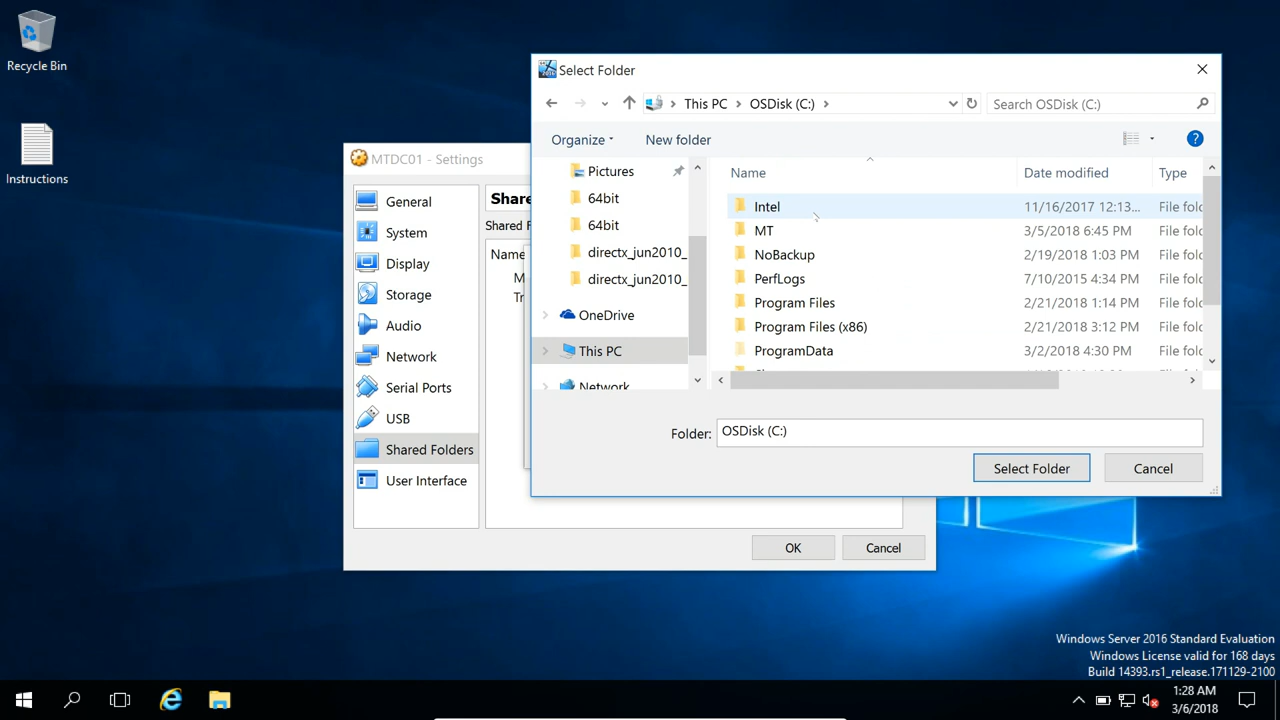 Recycle Bin
Instructions
MTDC01 - Settings
General
System
Display
Storage
Audio
Network
Serial Ports
USB
Shared Folders
User Interface
Shared F
Name
OK
Cancel
Select Folder
This PC
OSDisk (C:)
Search OSDisk (C:)
Organize
New folder
Pictures
64bit
64bit
directx_jun2010_
directx_jun2010_
OneDrive
This PC
Network
Name Date modified Type
Intel 11/16/2017 12:13... File fold
MT 3/5/2018 6:45 PM File fold
NoBackup 2/19/2018 1:03 PM File fold
PerfLogs 7/10/2015 4:34 PM File fold
Program Files 2/21/2018 1:14 PM File fold
Program Files (x86) 2/21/2018 3:12 PM File fold
ProgramData 3/2/2018 4:30 PM File fold
Folder: OSDisk (C:)
Select Folder
Cancel
Windows Server 2016 Standard Evaluation
Windows License valid for 168 days
Build 14393.rs1_release.171129-2100
1:28 AM
3/6/2018